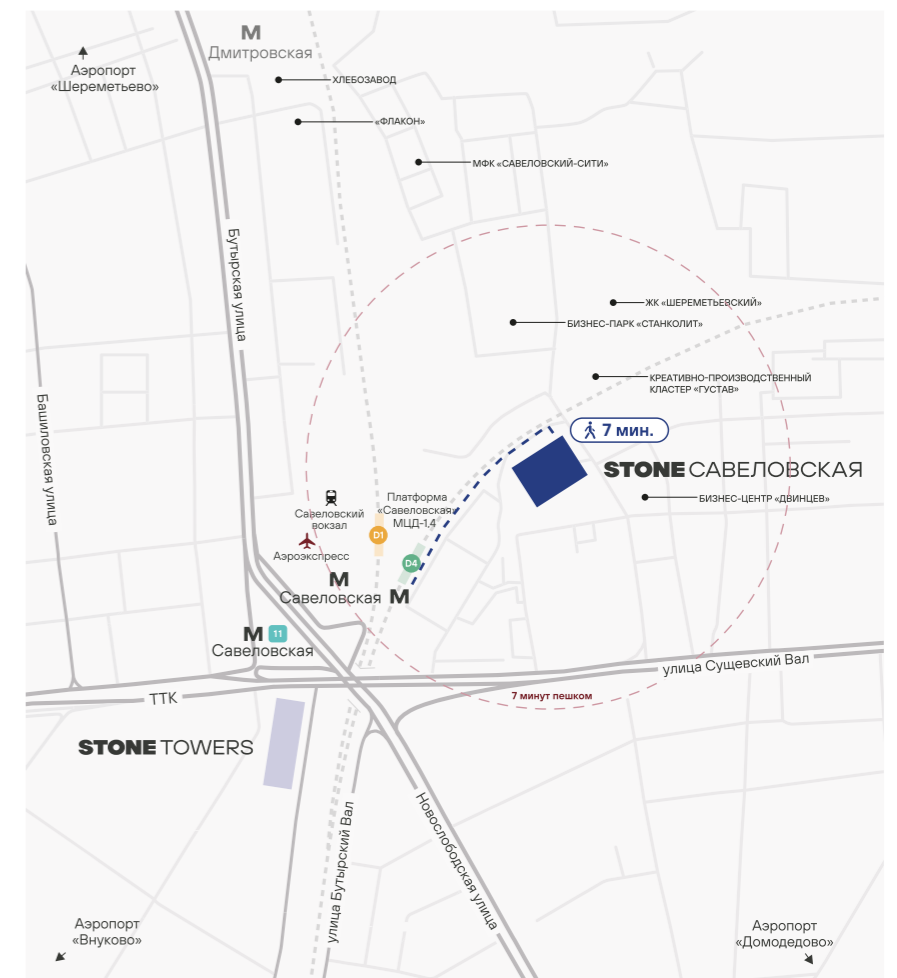 М
Дмитровская
Аэропорт
«Шереметьево»
ХЛЕБОЗАВОД
«ФЛАКОН»
МФК «САВЕЛОВСКИЙ-СИТИ»
Бутырская улица
ЖК «ШЕРЕМЕТЬЕВСКИЙ»
БИЗНЕС-ПАРК «СТАНКОЛИТ»
КРЕАТИВНО-ПРОИЗВОДСТВЕННЫЙ
КЛАСТЕР «ГУСТАВ»
Башиловская улица
7 мин.
STONE САВЕЛОВСКАЯ
БИЗНЕС-ЦЕНТР «ДВИНЦЕВ»
Савеловский
вокзал
Платформа
«Савеловская»
МЦД-1,4
D1
Аэроэкспресс
D4
М
Савеловская М
М 11
Савеловская
улица Сущевский Вал
7 минут пешком
ТТК
STONE TOWERS
улица Бутырский Вал
Новослободская улица
Аэропорт
«Внуково»
Аэропорт
«Домодедово»